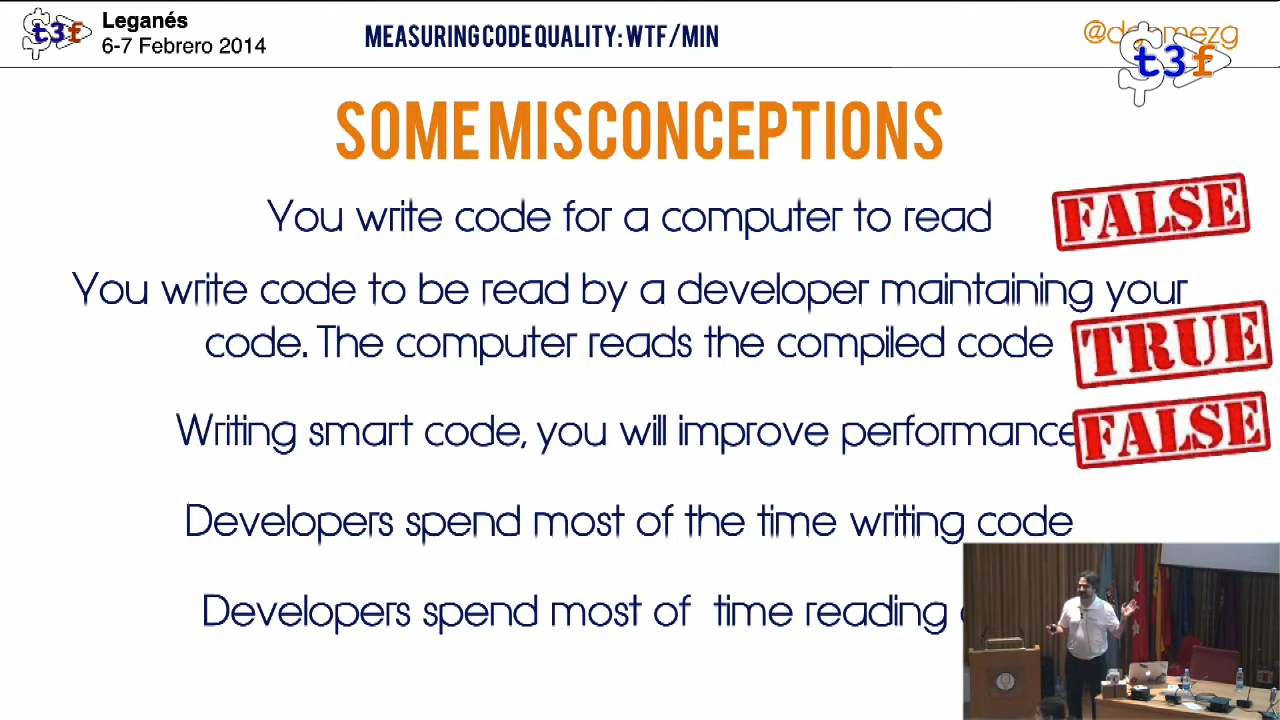 t3f
Leganés
6-7 Febrero 2014
MEASURING CODE QUALITY: WTF/MIN
t3f
SOME MISCONCEPTIONS
You write code for a computer to read
FALSE
You write code to be read by a developer maintaining your
code. The computer reads the compiled code
TRUE
Writing smart code, you will improve performance
FALSE
Developers spend most of the time writing code
Developers spend most of time reading